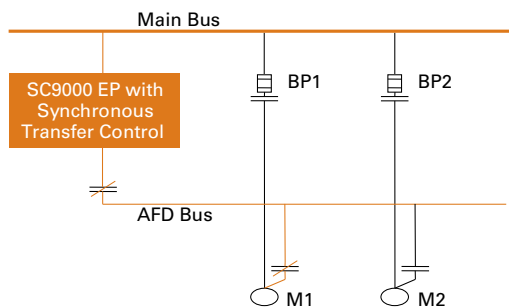 Main Bus
SC9000 EP with
Synchronous
Transfer Control
BP1
BP2
AFD Bus
M1
M2